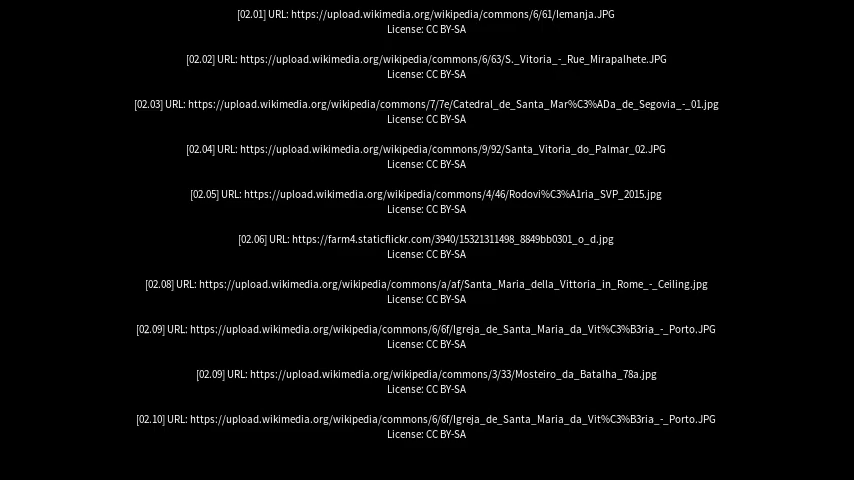 [02.01] URL: https://upload.wikimedia.org/wikipedia/commons/6/61/Iemanja.JPG
License: CC BY-SA
[02.02] URL: https://upload.wikimedia.org/wikipedia/commons/6/63/S._Vitoria_-_Rue_Mirapalhete.JPG
License: CC BY-SA
[02.03] URL: https://upload.wikimedia.org/wikipedia/commons/7/7e/Catedral_de_Santa_Mar%C3%ADa_de_Segovia_-_01.jpg
License: CC BY-SA
[02.04] URL: https://upload.wikimedia.org/wikipedia/commons/9/92/Santa_Vitoria_do_Palmar_02.JPG
License: CC BY-SA
[02.05] URL: https://upload.wikimedia.org/wikipedia/commons/4/46/Rodovi%C3%A1ria_SVP_2015.jpg
License: CC BY-SA
[02.06] URL: https://farm4.staticflickr.com/3940/15321311498_8849bb0301_o_d.jpg
License: CC BY-SA
[02.08] URL: https://upload.wikimedia.org/wikipedia/commons/a/af/Santa_Maria_della_Vittoria_in_Rome_-_Ceiling.jpg
License: CC BY-SA
[02.09] URL: https://upload.wikimedia.org/wikipedia/commons/6/6f/Igreja_de_Santa_Maria_da_Vit%C3%B3ria_-_Porto.JPG
License: CC BY-SA
[02.09] URL: https://upload.wikimedia.org/wikipedia/commons/3/33/Mosteiro_da_Batalha_78a.jpg
License: CC BY-SA
[02.10] URL: https://upload.wikimedia.org/wikipedia/commons/6/6f/Igreja_de_Santa_Maria_da_Vit%C3%B3ria_-_Porto.JPG
License: CC BY-SA